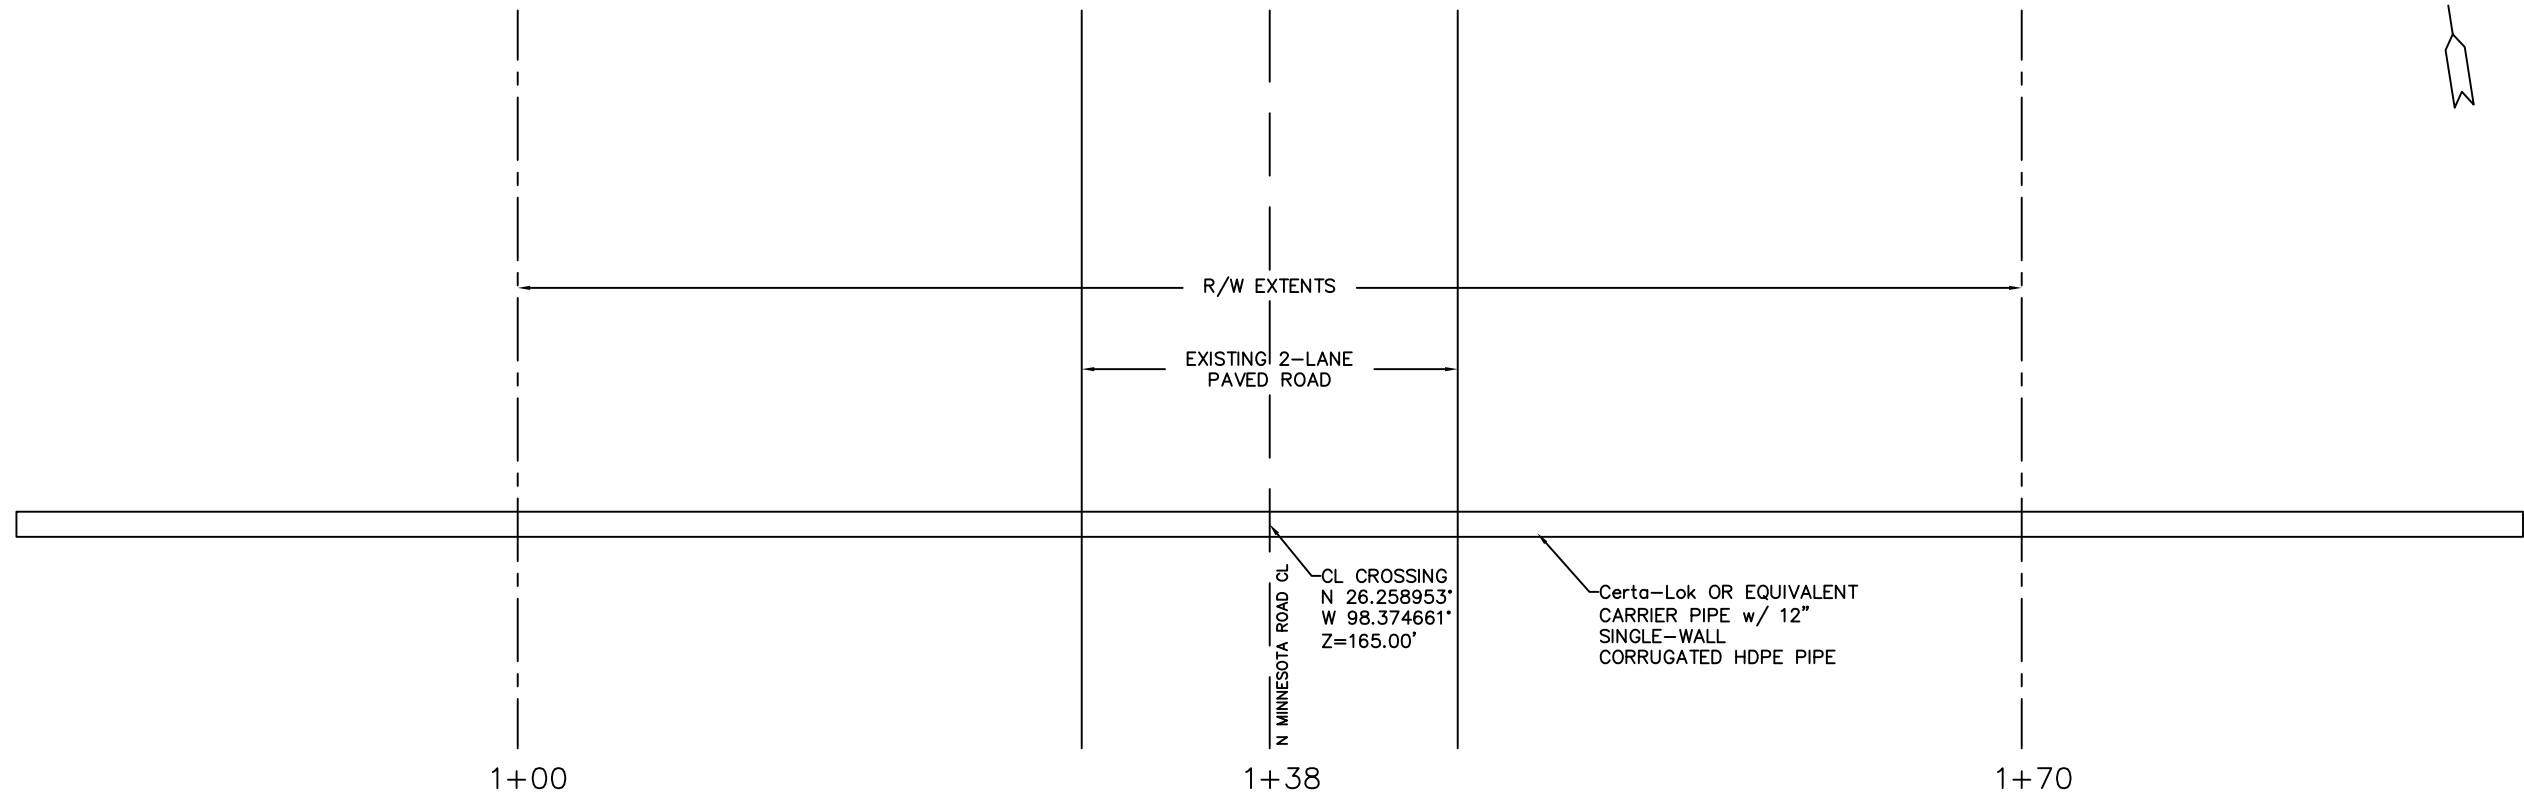 R/W EXTENTS
EXISTING 2-LANE
PAVED ROAD
CL CROSSING
N 26.258953°
W 98.374661°
Z=165.00'
N MINNESOTA ROAD CL
Certa-Lok OR EQUIVALENT
CARRIER PIPE w/ 12"
SINGLE-WALL
CORRUGATED HDPE PIPE
1+00
1+38
1+70